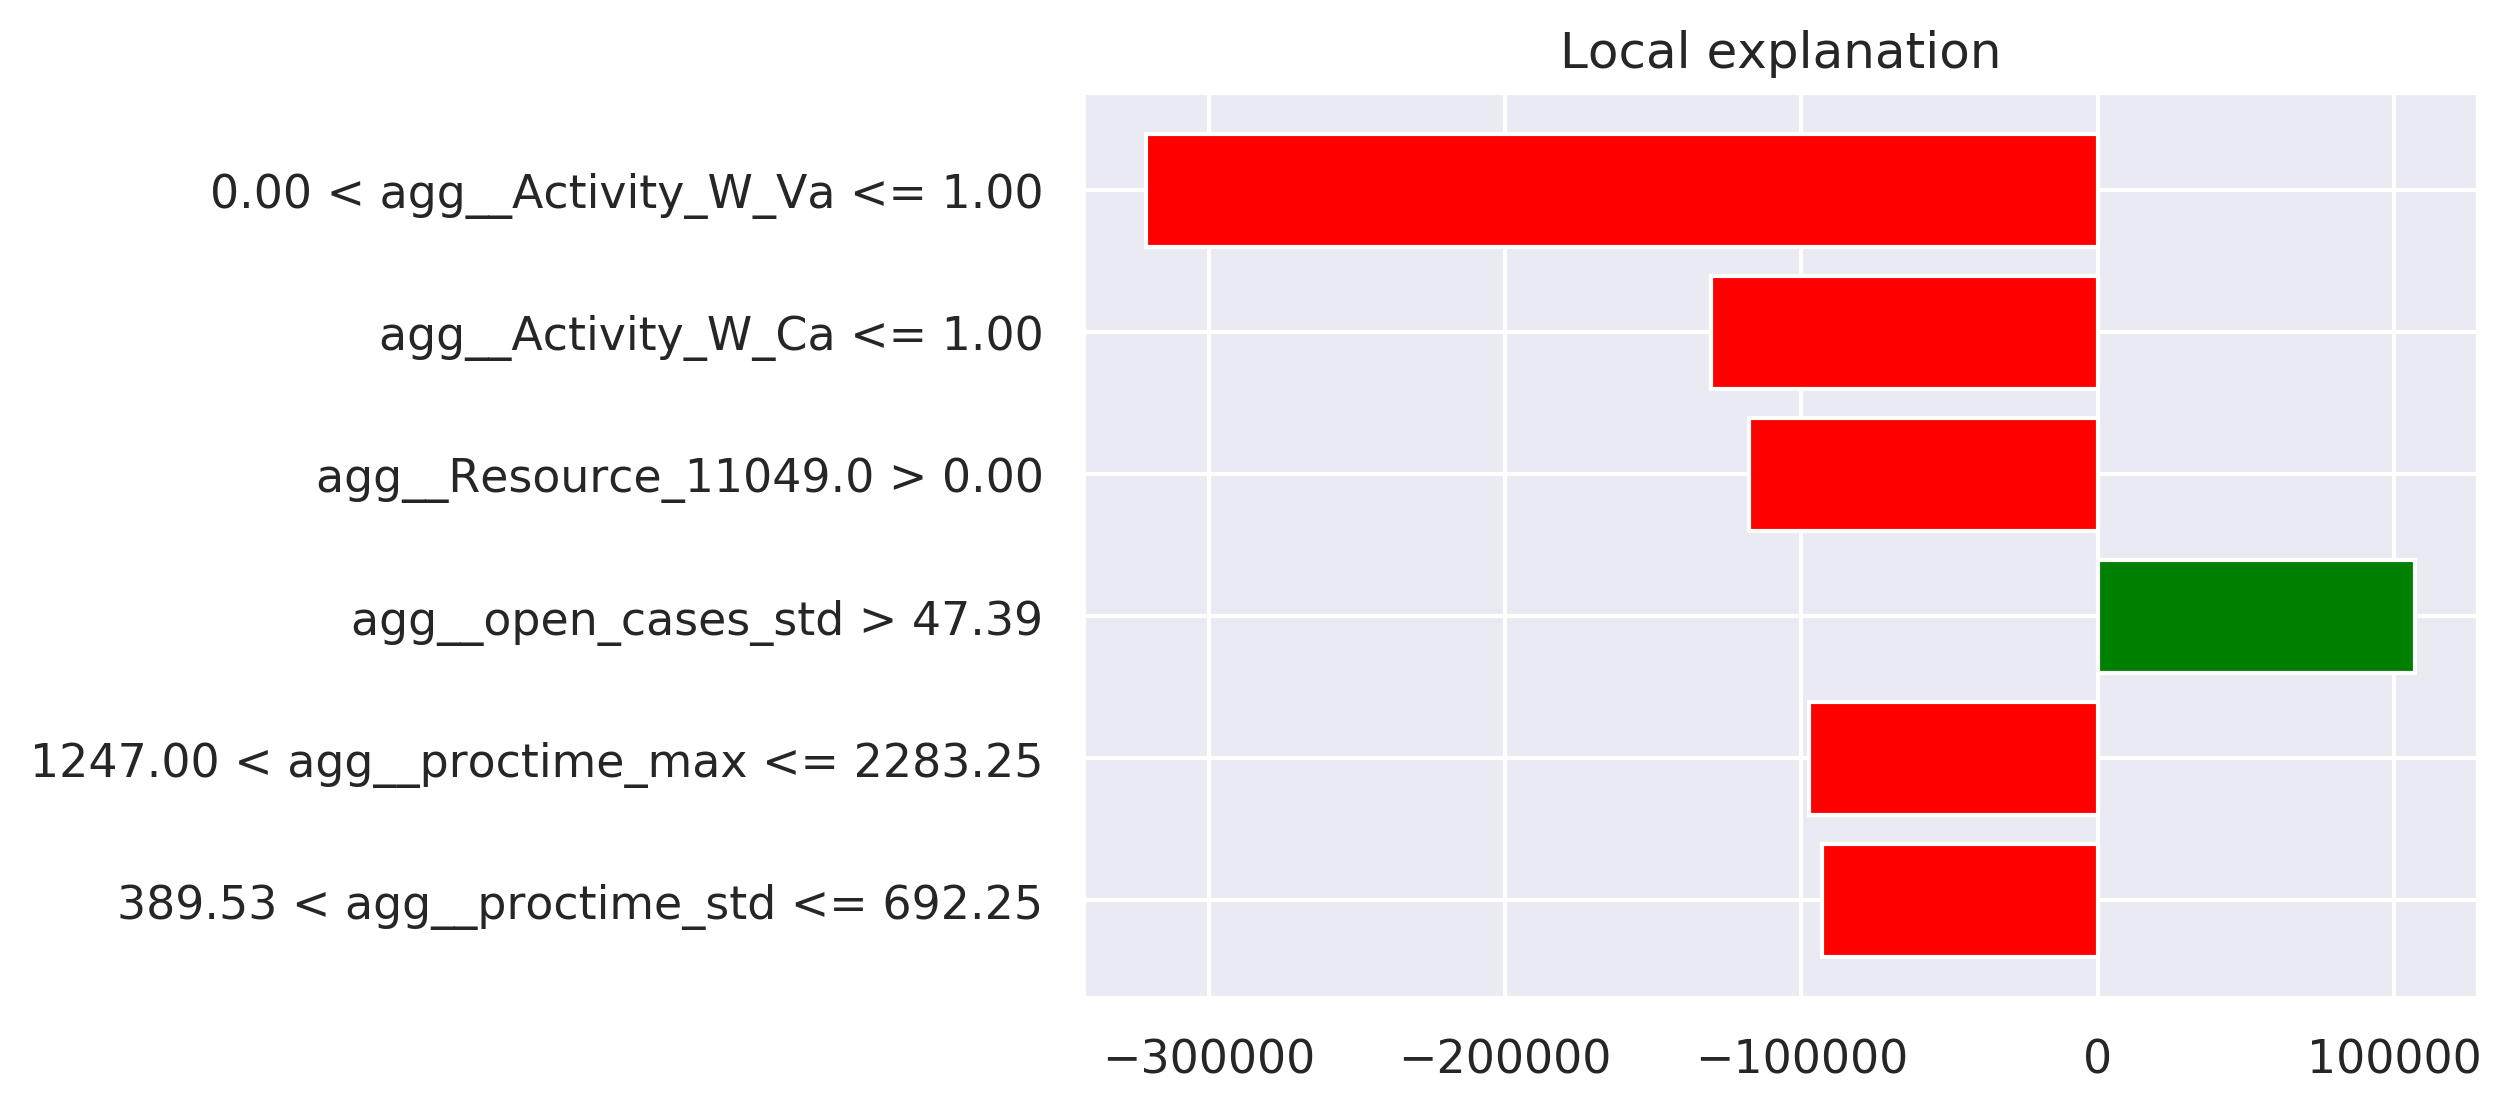 Local explanation
0.00 < agg__Activity_W_Va <= 1.00
agg__Activity_W_Ca <= 1.00
agg__Resource_11049.0 > 0.00
agg__open_cases_std > 47.39
1247.00 < agg__proctime_max <= 2283.25
389.53 < agg__proctime_std <= 692.25
−300000 −200000 −100000 0 100000